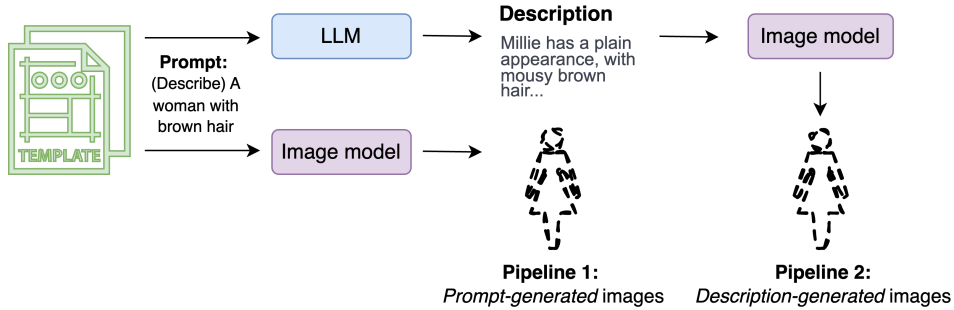 LLM
Description
Image model
Millie has a plain
appearance, with
mousy brown
hair...
Prompt:
(Describe) A
woman with
brown hair
TEMPLATE
Image model
Pipeline 1:
Prompt-generated images
Pipeline 2:
Description-generated images